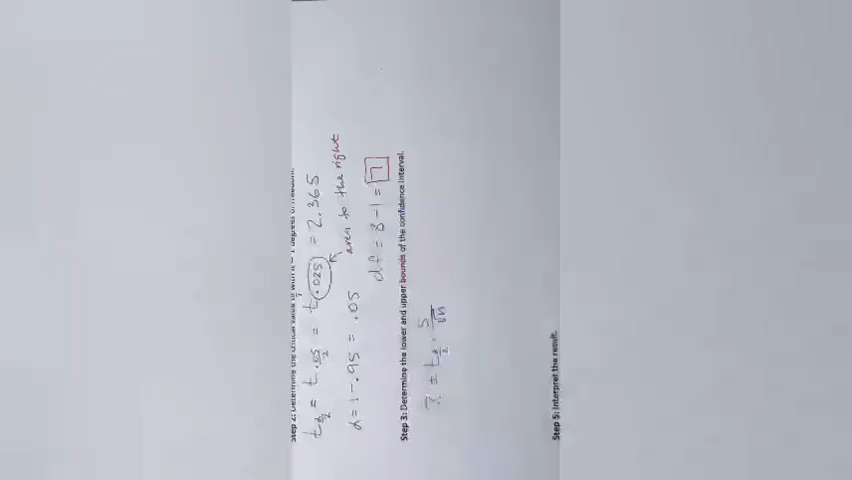 Step 2: Determine the critical value
t_α/2 = t_.05/2 = t_.025 = 2.365
α = 1 - .95 = .05 area to the right
df = 8 - 1 = 7
Step 3: Determine the lower and upper bounds of the confidence interval.
x̄ ± t_α/2 · s/√n
Step 5: Interpret the result.